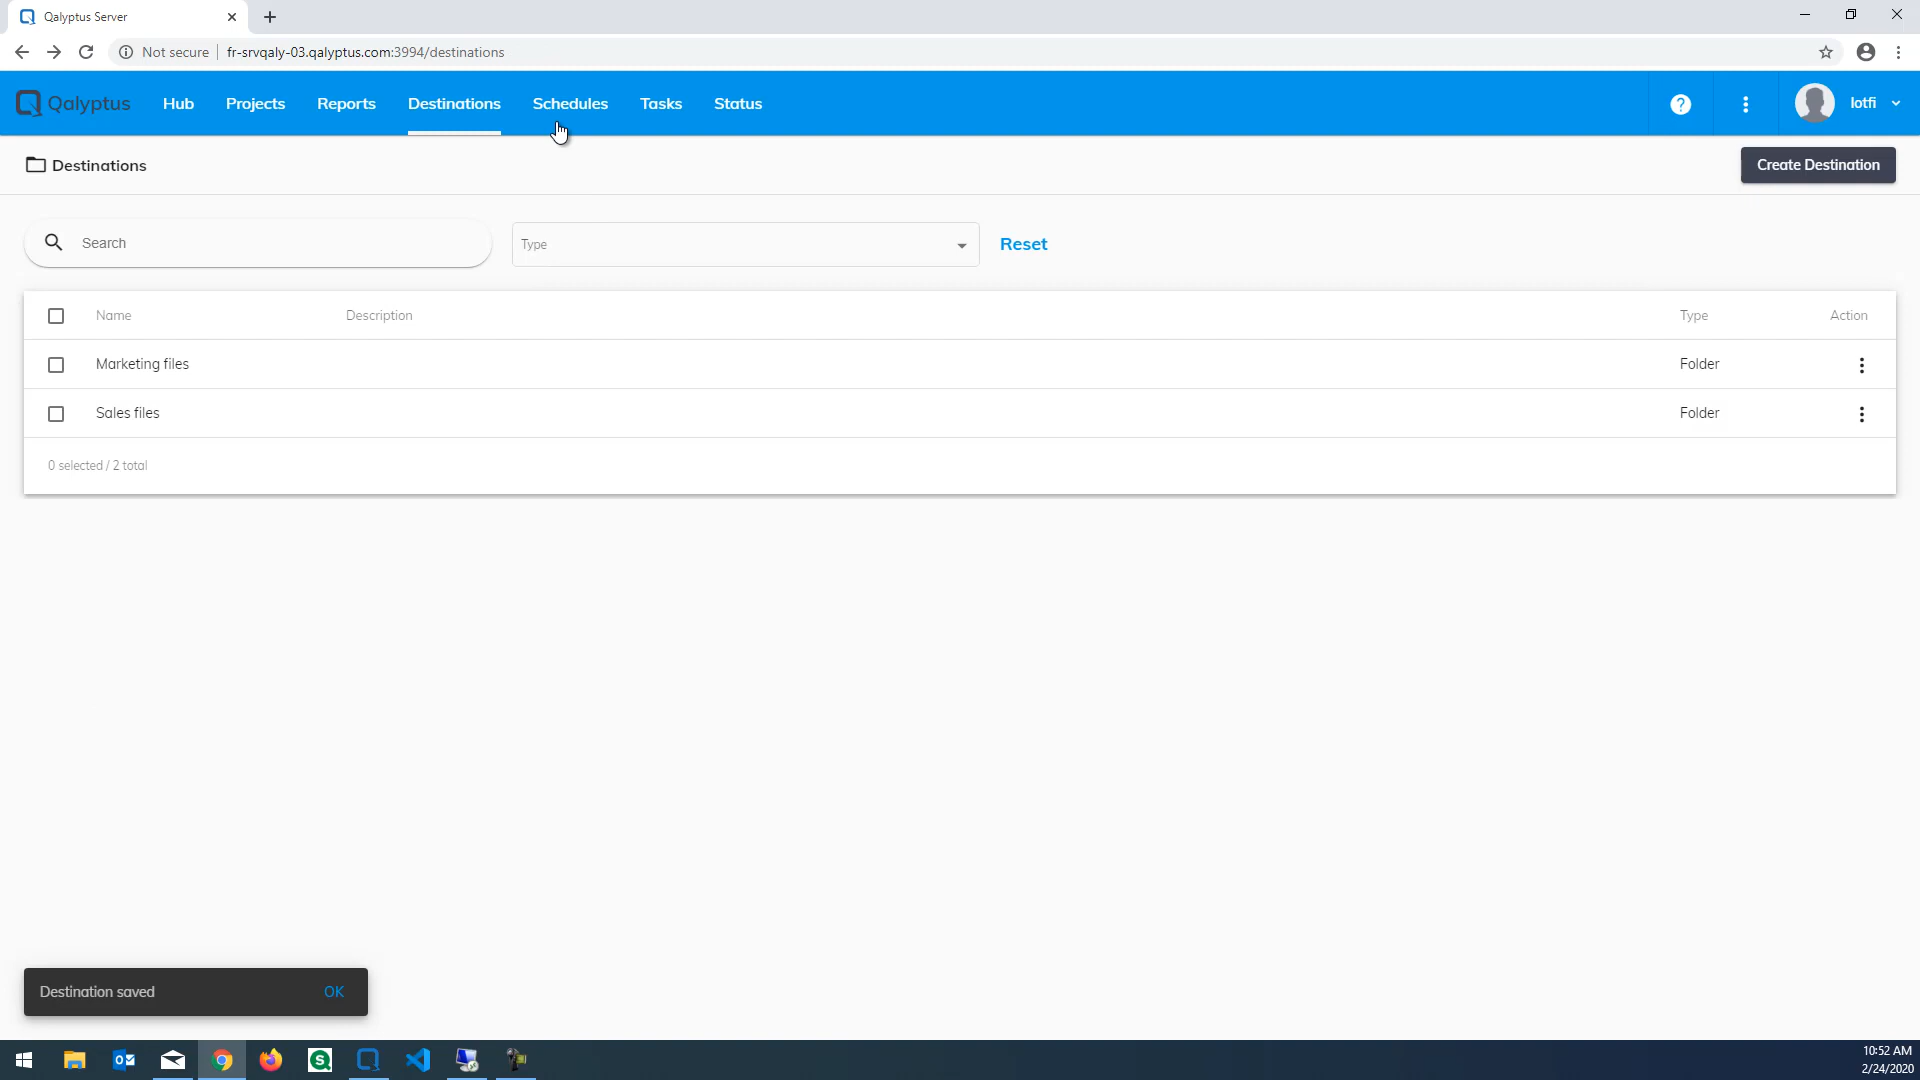 Qalyptus Server
Not secure fr-srvqaly-03.qalyptus.com:3994/destinations
Qalyptus Hub Projects Reports Destinations Schedules Tasks Status ? lotfi
Destinations Create Destination
Search Type Reset
Name Description Type Action
Marketing files Folder
Sales files Folder
0 selected / 2 total
Destination saved OK
10:52 AM
2/24/2020